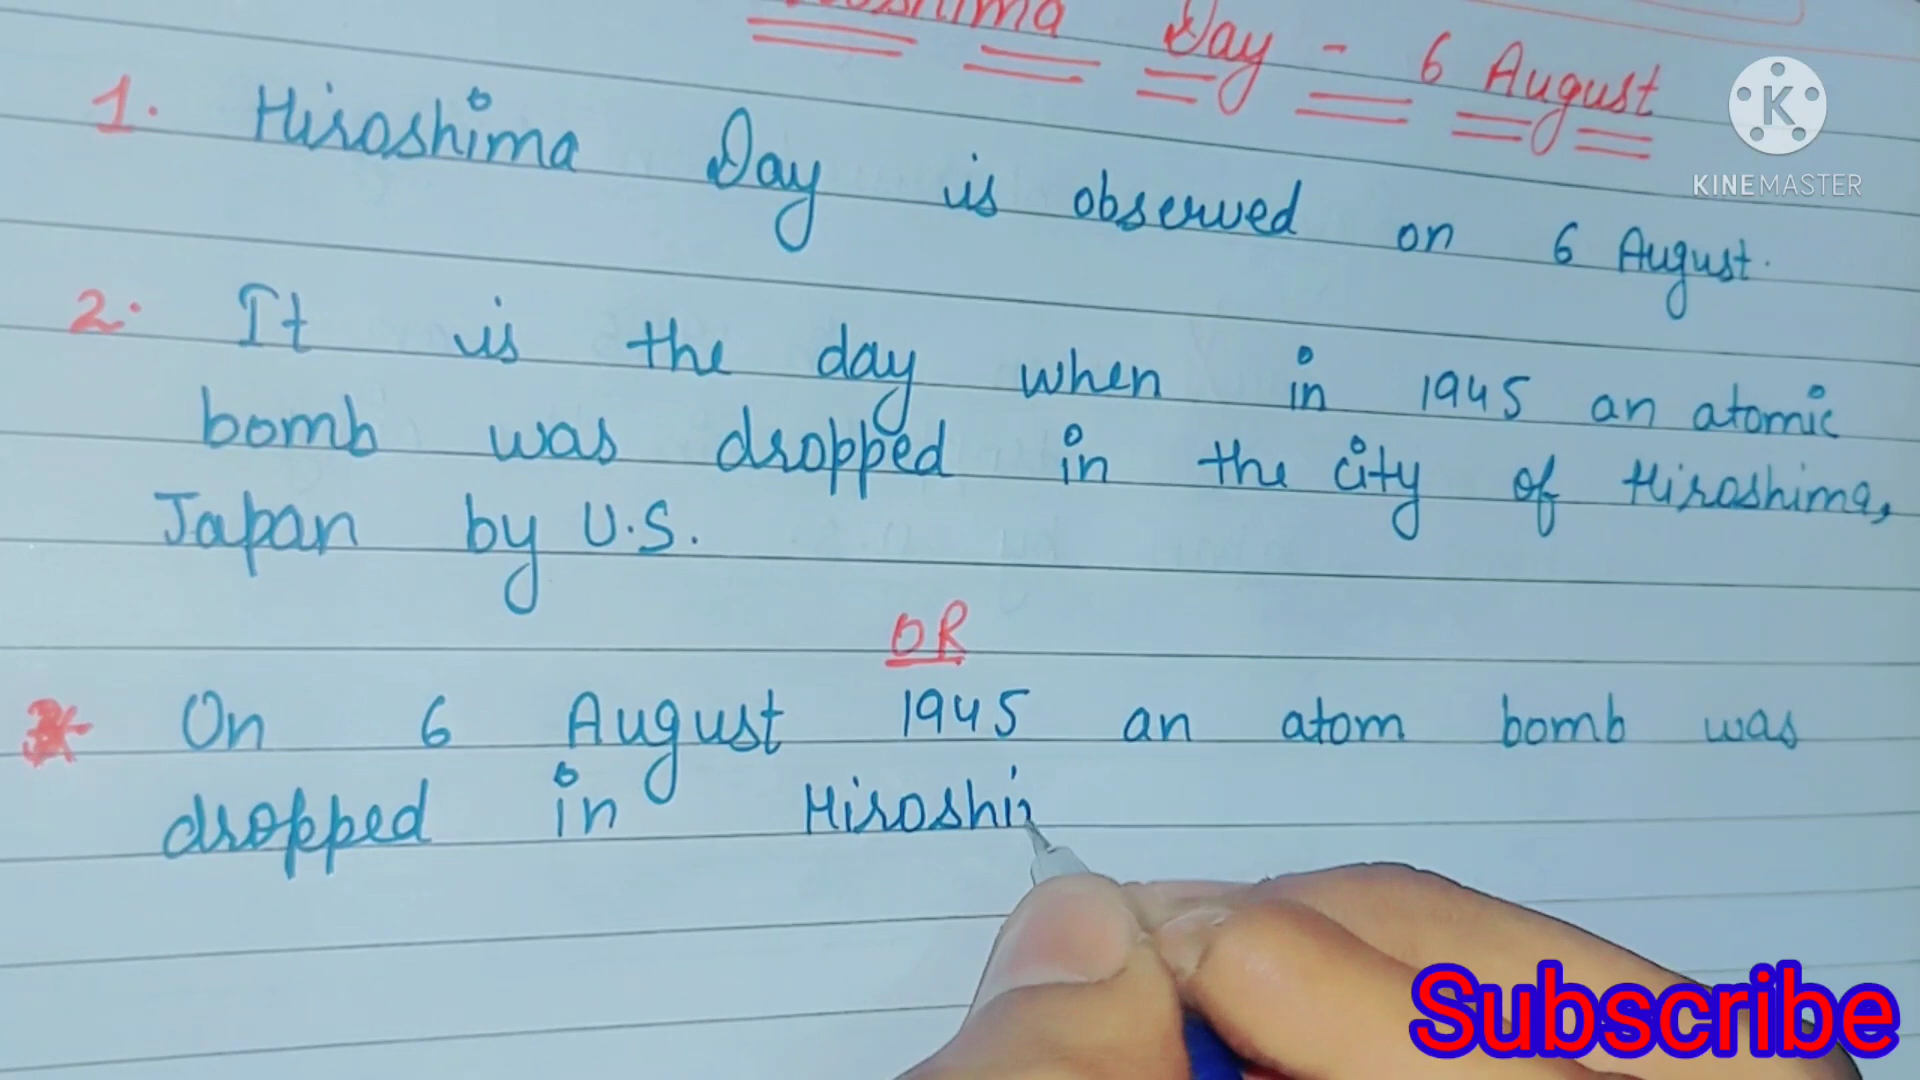 Day - 6 August
KINEMASTER
1. Hiroshima Day is observed on 6 August.
2. It is the day when in 1945 an atomic
bomb was dropped in the city of Hiroshima,
Japan by U.S.
OR
On 6 August 1945 an atom bomb was
dropped in Hiroshi
Subscribe